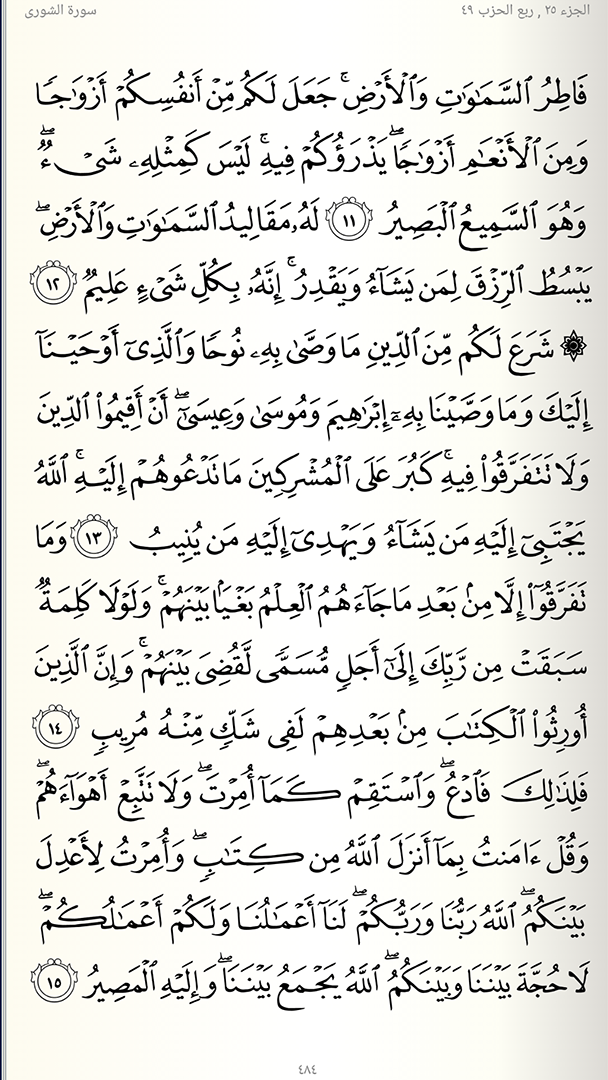 الجزء ٢٥ , ربع الحزب ٤٩
سورة الشورى
فَاطِرُ ٱلسَّمَٰوَٰتِ وَٱلْأَرْضِ ۚ جَعَلَ لَكُم مِّنْ أَنفُسِكُمْ أَزْوَٰجًا
وَمِنَ ٱلْأَنْعَٰمِ أَزْوَٰجًا ۖ يَذْرَؤُكُمْ فِيهِ ۚ لَيْسَ كَمِثْلِهِۦ شَىْءٌ ۖ
وَهُوَ ٱلسَّمِيعُ ٱلْبَصِيرُ ١١ لَهُۥ مَقَالِيدُ ٱلسَّمَٰوَٰتِ وَٱلْأَرْضِ ۖ
يَبْسُطُ ٱلرِّزْقَ لِمَن يَشَآءُ وَيَقْدِرُ ۚ إِنَّهُۥ بِكُلِّ شَىْءٍ عَلِيمٌ ١٢
۞ شَرَعَ لَكُم مِّنَ ٱلدِّينِ مَا وَصَّىٰ بِهِۦ نُوحًا وَٱلَّذِىٓ أَوْحَيْنَآ
إِلَيْكَ وَمَا وَصَّيْنَا بِهِۦٓ إِبْرَٰهِيمَ وَمُوسَىٰ وَعِيسَىٰٓ ۖ أَنْ أَقِيمُوا۟ ٱلدِّينَ
وَلَا تَتَفَرَّقُوا۟ فِيهِ ۚ كَبُرَ عَلَى ٱلْمُشْرِكِينَ مَا تَدْعُوهُمْ إِلَيْهِ ۚ ٱللَّهُ
يَجْتَبِىٓ إِلَيْهِ مَن يَشَآءُ وَيَهْدِىٓ إِلَيْهِ مَن يُنِيبُ ١٣ وَمَا
تَفَرَّقُوٓا۟ إِلَّا مِنۢ بَعْدِ مَا جَآءَهُمُ ٱلْعِلْمُ بَغْيًۢا بَيْنَهُمْ ۚ وَلَوْلَا كَلِمَةٌ
سَبَقَتْ مِن رَّبِّكَ إِلَىٰٓ أَجَلٍ مُّسَمًّى لَّقُضِىَ بَيْنَهُمْ ۚ وَإِنَّ ٱلَّذِينَ
أُورِثُوا۟ ٱلْكِتَٰبَ مِنۢ بَعْدِهِمْ لَفِى شَكٍّ مِّنْهُ مُرِيبٍ ١٤
فَلِذَٰلِكَ فَٱدْعُ ۖ وَٱسْتَقِمْ كَمَآ أُمِرْتَ ۖ وَلَا تَتَّبِعْ أَهْوَآءَهُمْ ۖ
وَقُلْ ءَامَنتُ بِمَآ أَنزَلَ ٱللَّهُ مِن كِتَٰبٍ ۖ وَأُمِرْتُ لِأَعْدِلَ
بَيْنَكُمُ ۖ ٱللَّهُ رَبُّنَا وَرَبُّكُمْ ۖ لَنَآ أَعْمَٰلُنَا وَلَكُمْ أَعْمَٰلُكُمْ ۖ
لَا حُجَّةَ بَيْنَنَا وَبَيْنَكُمُ ۖ ٱللَّهُ يَجْمَعُ بَيْنَنَا ۖ وَإِلَيْهِ ٱلْمَصِيرُ ١٥
٤٨٤